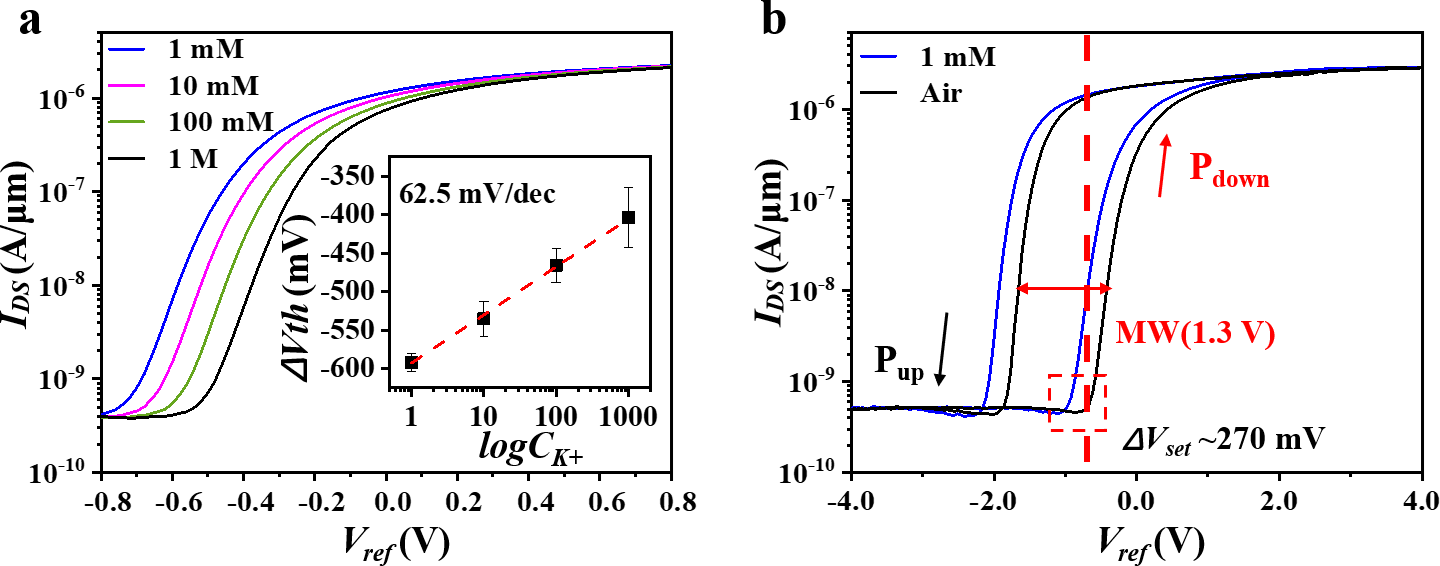 a
1 mM
10 mM
100 mM
1 M
10⁻⁶
10⁻⁷
10⁻⁸
10⁻⁹
10⁻¹⁰
I_DS (A/μm)
-0.8 -0.6 -0.4 -0.2 0.0 0.2 0.4 0.6 0.8
V_ref (V)
62.5 mV/dec
-350
-400
-450
-500
-550
-600
ΔVth (mV)
1 10 100 1000
logC_K+
b
1 mM
Air
10⁻⁶
10⁻⁷
10⁻⁸
10⁻⁹
10⁻¹⁰
I_DS (A/μm)
P_down
MW(1.3 V)
P_up
ΔV_set ~270 mV
-4.0 -2.0 0.0 2.0 4.0
V_ref (V)